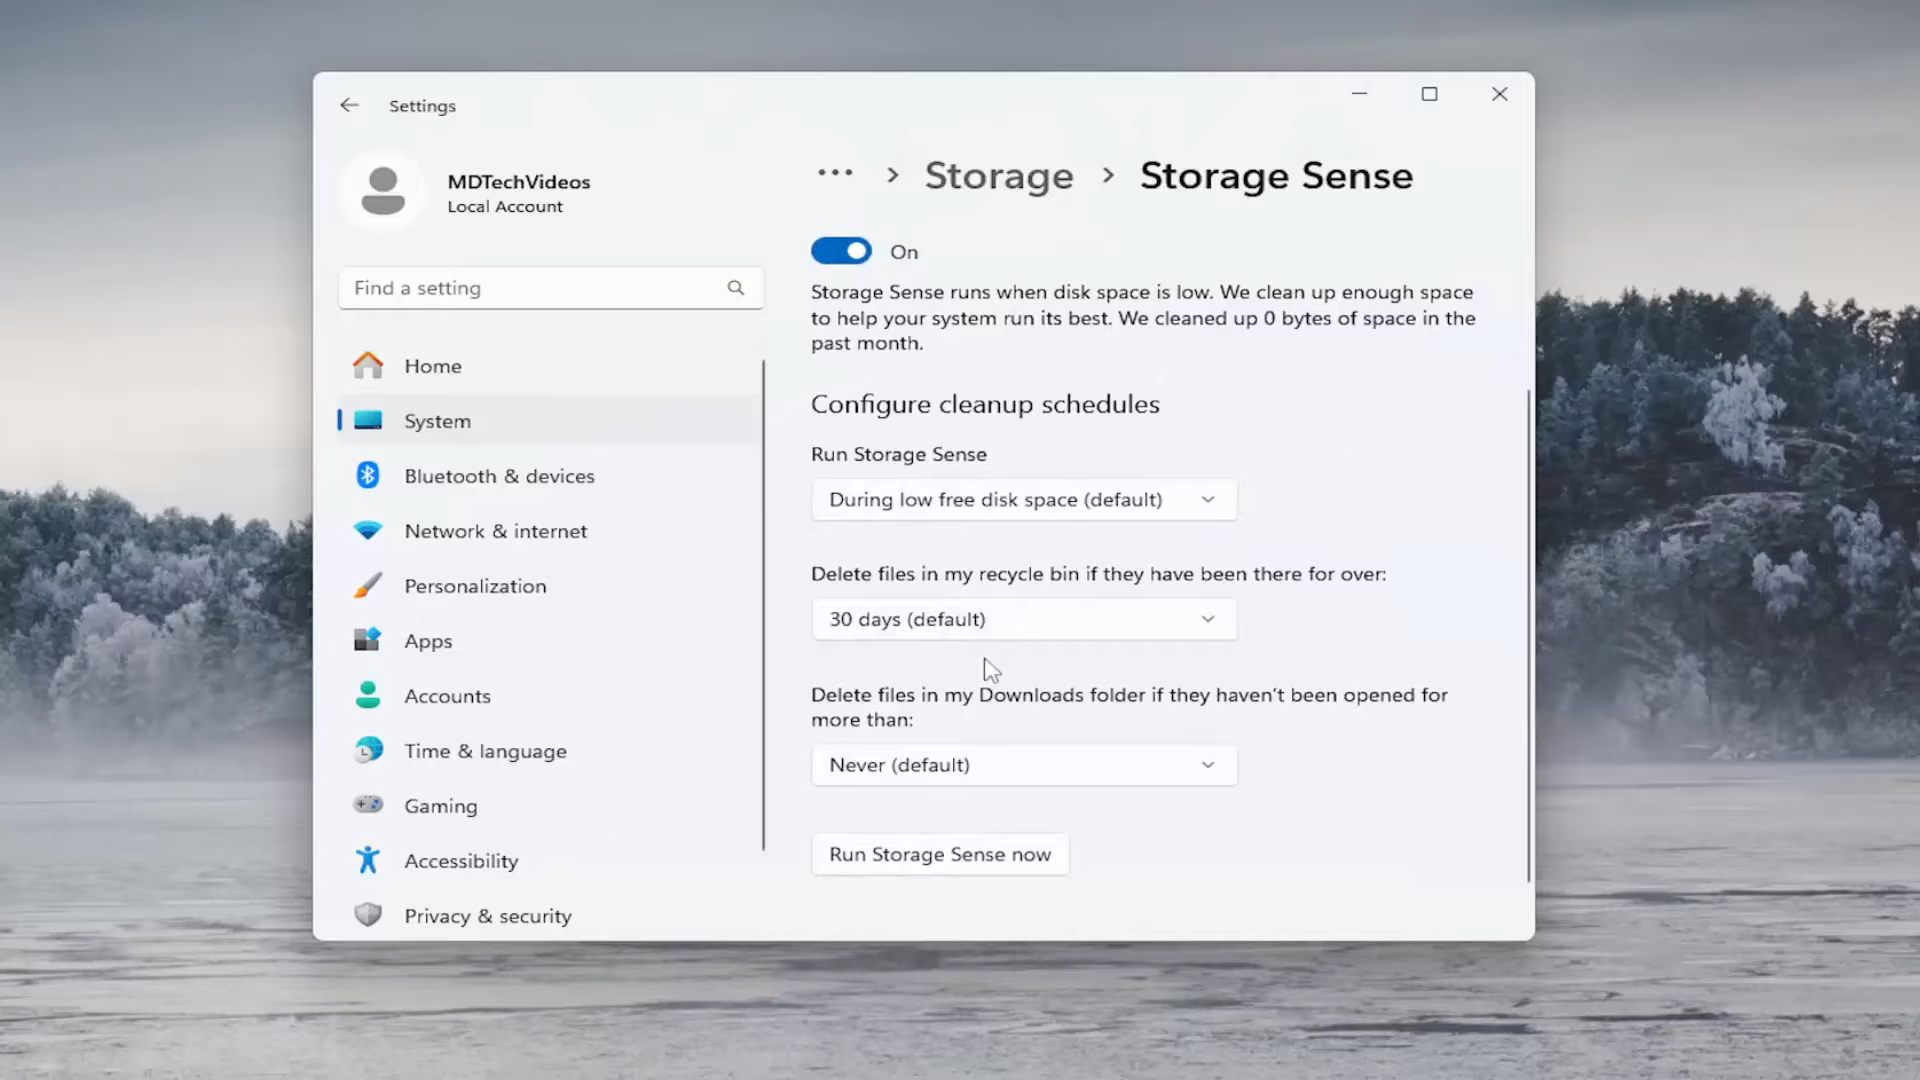 Settings
MDTechVideos
Local Account
Find a setting
Home
System
Bluetooth & devices
Network & internet
Personalization
Apps
Accounts
Time & language
Gaming
Accessibility
Privacy & security
… > Storage > Storage Sense
On
Storage Sense runs when disk space is low. We clean up enough space
to help your system run its best. We cleaned up 0 bytes of space in the
past month.
Configure cleanup schedules
Run Storage Sense
During low free disk space (default)
Delete files in my recycle bin if they have been there for over:
30 days (default)
Delete files in my Downloads folder if they haven't been opened for
more than:
Never (default)
Run Storage Sense now